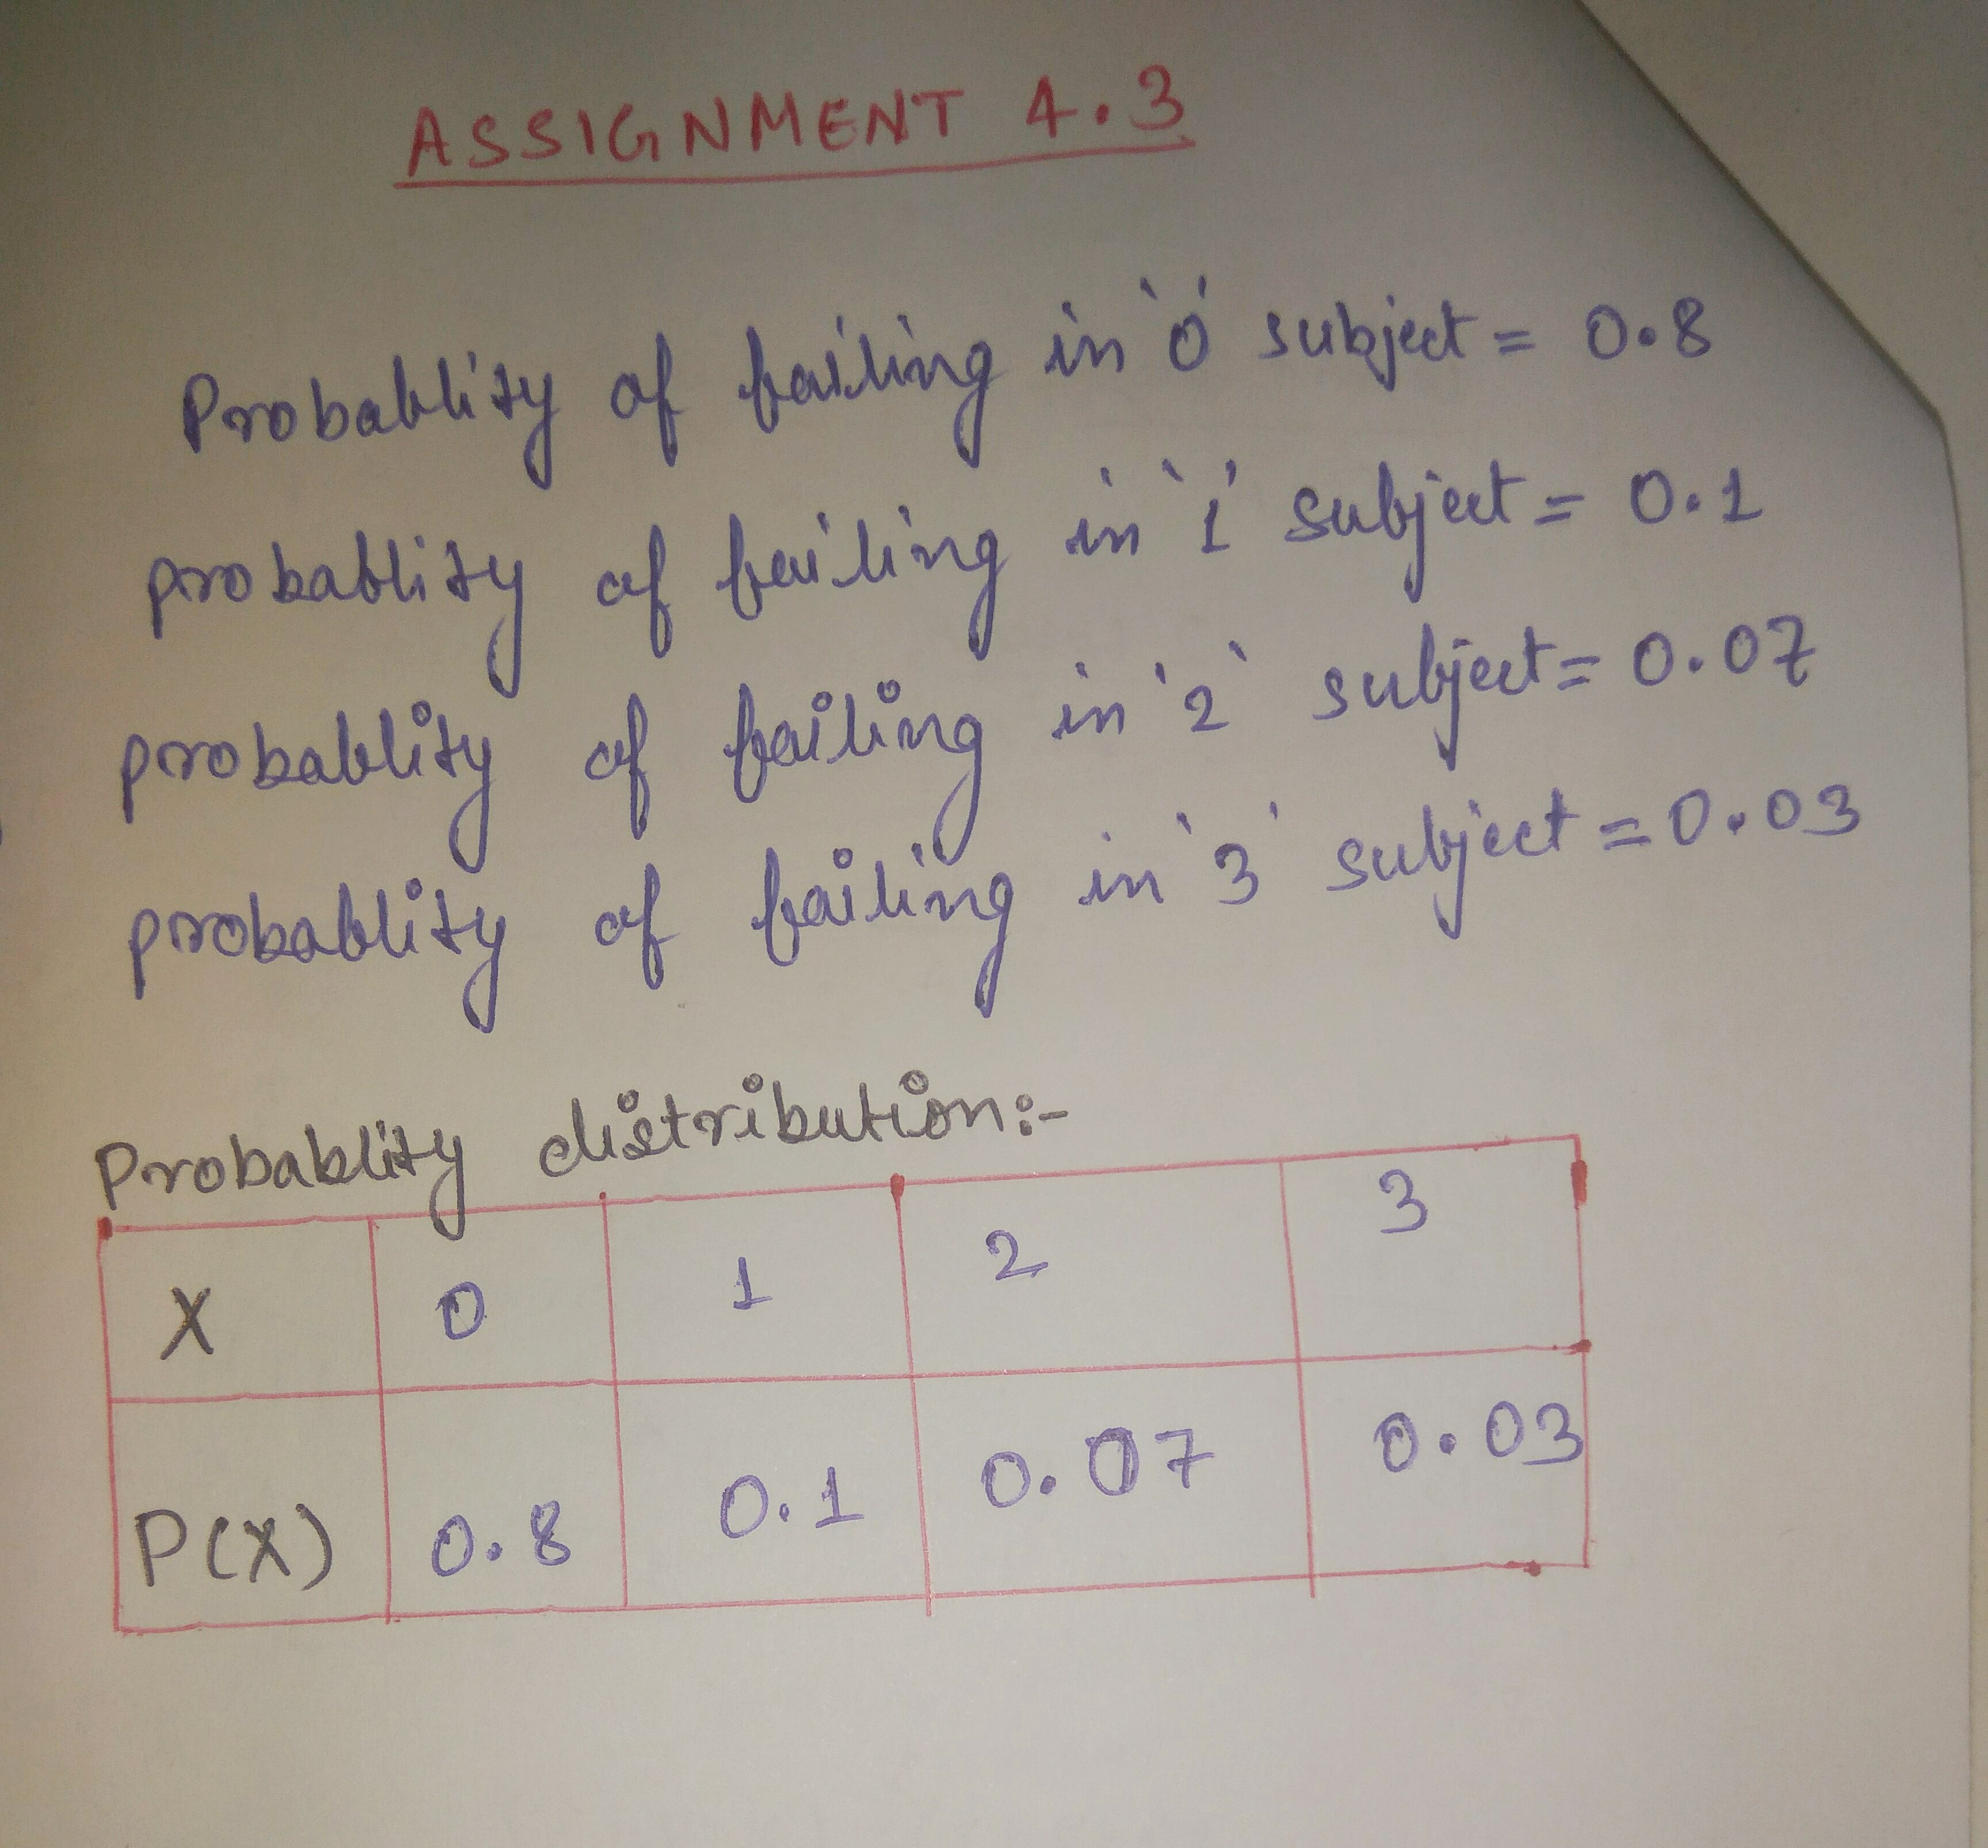 ASSIGNMENT 4.3
Probablity of failing in '0' subject = 0.8
probablity of failing in '1' subject = 0.1
probablity of failing in '2' subject = 0.07
probablity of failing in '3' subject = 0.03
Probablity distribution:-
X 0 1 2 3
P(X) 0.8 0.1 0.07 0.03